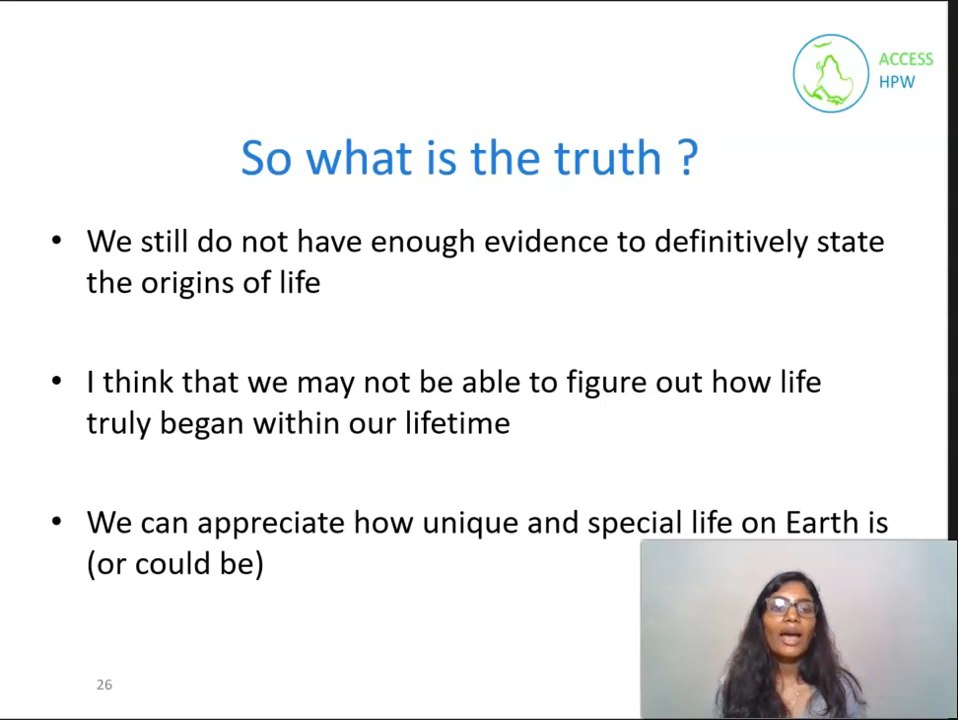 ACCESS
HPW
So what is the truth ?
• We still do not have enough evidence to definitively state
the origins of life
• I think that we may not be able to figure out how life
truly began within our lifetime
• We can appreciate how unique and special life on Earth is
(or could be)
26